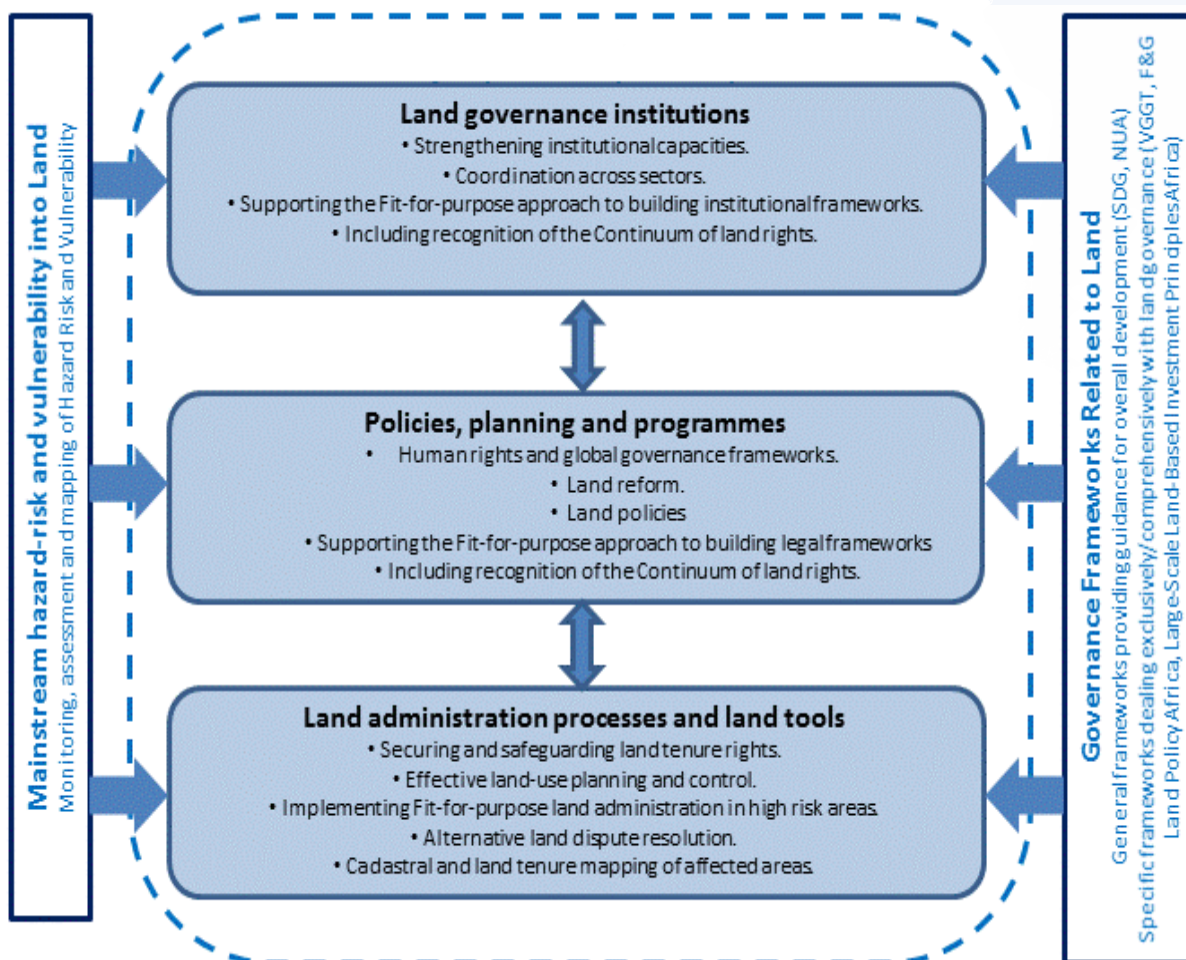 Mainstream hazard-risk and vulnerability into Land
Monitoring, assessment and mapping of Hazard Risk and Vulnerability
Land governance institutions
• Strengthening institutional capacities.
• Coordination across sectors.
• Supporting the Fit-for-purpose approach to building institutional frameworks.
• Including recognition of the Continuum of land rights.
Policies, planning and programmes
• Human rights and global governance frameworks.
• Land reform.
• Land policies
• Supporting the Fit-for-purpose approach to building legal frameworks
• Including recognition of the Continuum of land rights.
Land administration processes and land tools
• Securing and safeguarding land tenure rights.
• Effective land-use planning and control.
• Implementing Fit-for-purpose land administration in high risk areas.
• Alternative land dispute resolution.
• Cadastral and land tenure mapping of affected areas.
Governance Frameworks Related to Land
General frameworks providing guidance for overall development (SDG, NUA)
Specific frameworks dealing exclusively/comprehensively with land governance (VGGT, F&G
Land Policy Africa, Large-Scale Land-Based Investment Principles Africa)